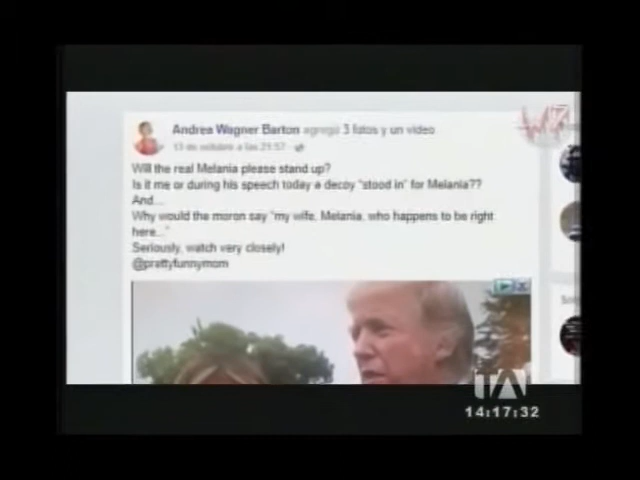 Andrea Wagner Barton agregó 3 fotos y un video
13 de octubre a las 21:57
Will the real Melania please stand up?
Is it me or during his speech today a decoy "stood in" for Melania??
And...
Why would the moron say "my wife, Melania, who happens to be right
here..."
Seriously, watch very closely!
@prattyfunnymom
14:17:32